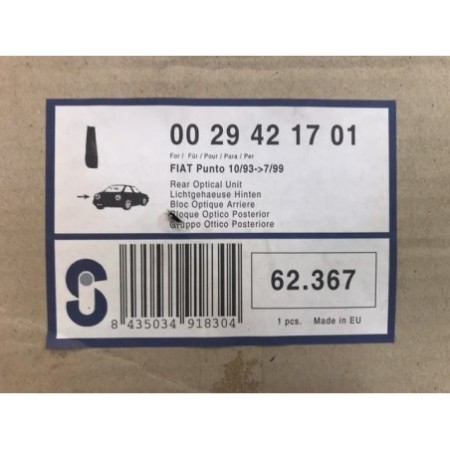 00 29 42 17 01
For / Für / Pour / Para / Per
FIAT Punto 10/93->7/99
Rear Optical Unit
Lichtgehaeuse Hinten
Bloc Optique Arriere
Bloque Optico Posterior
Gruppo Ottico Posteriore
62.367
8 435034 918304
1 pcs. Made in EU